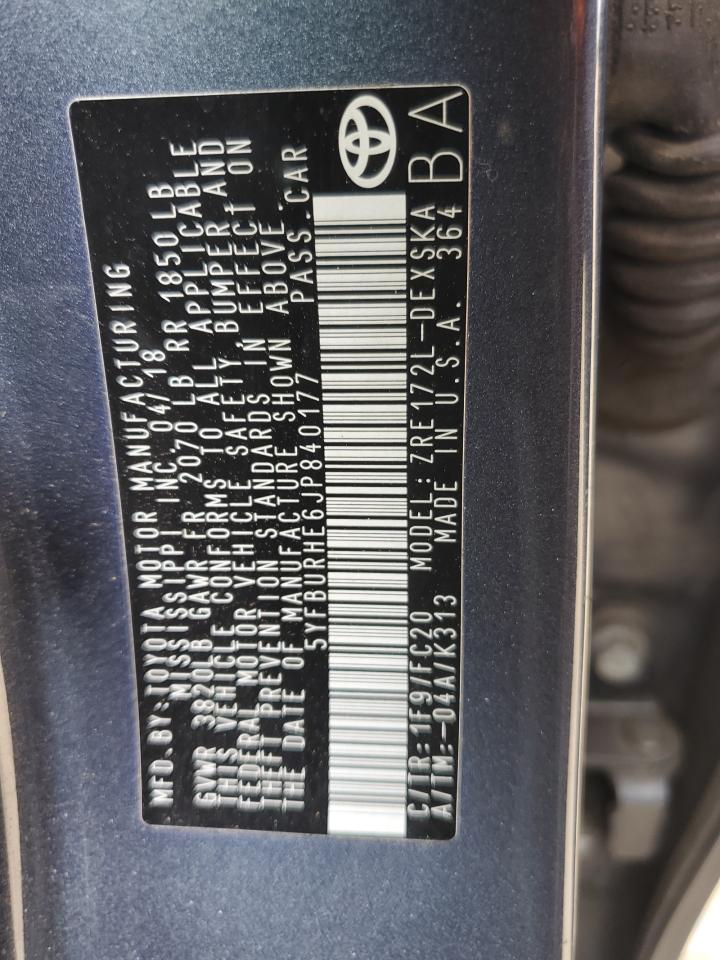 MFD.BY:TOYOTA MOTOR MANUFACTURING
MISSISSIPPI INC.04/18
GVWR 3820LB GAWR FR 2070 LB RR 1850 LB
THIS VEHICLE CONFORMS TO ALL APPLICABLE
FEDERAL MOTOR VEHICLE SAFETY, BUMPER AND
THEFT PREVENTION STANDARDS IN EFFECT ON
THE DATE OF MANUFACTURE SHOWN ABOVE.
5YFBURHE6JP840177 PASS.CAR
C/TR:1F9/FC20 MODEL:ZRE172L-DEXSKA
A/TM:-04A/K313 MADE IN U.S.A. 364
BA